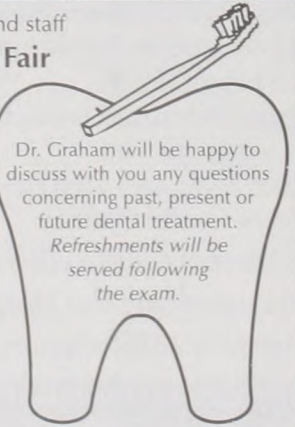 nd staff
Fair
Dr. Graham will be happy to
discuss with you any questions
concerning past, present or
future dental treatment.
Refreshments will be
served following
the exam.